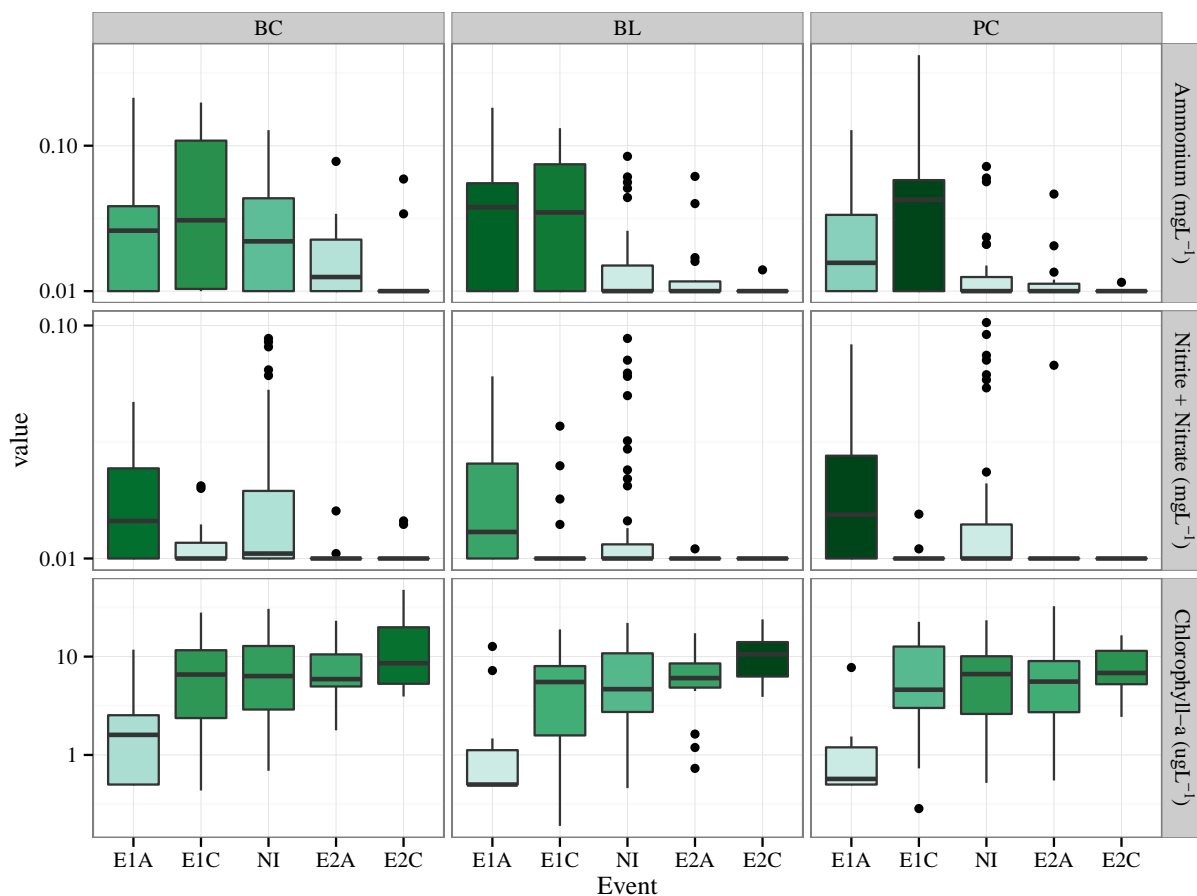 BC BL PC
0.10
0.01
Ammonium (mgL⁻¹)
0.10
0.01
Nitrite + Nitrate (mgL⁻¹)
value
10
1
Chlorophyll−a (ugL⁻¹)
E1A E1C NI E2A E2C E1A E1C NI E2A E2C E1A E1C NI E2A E2C
Event